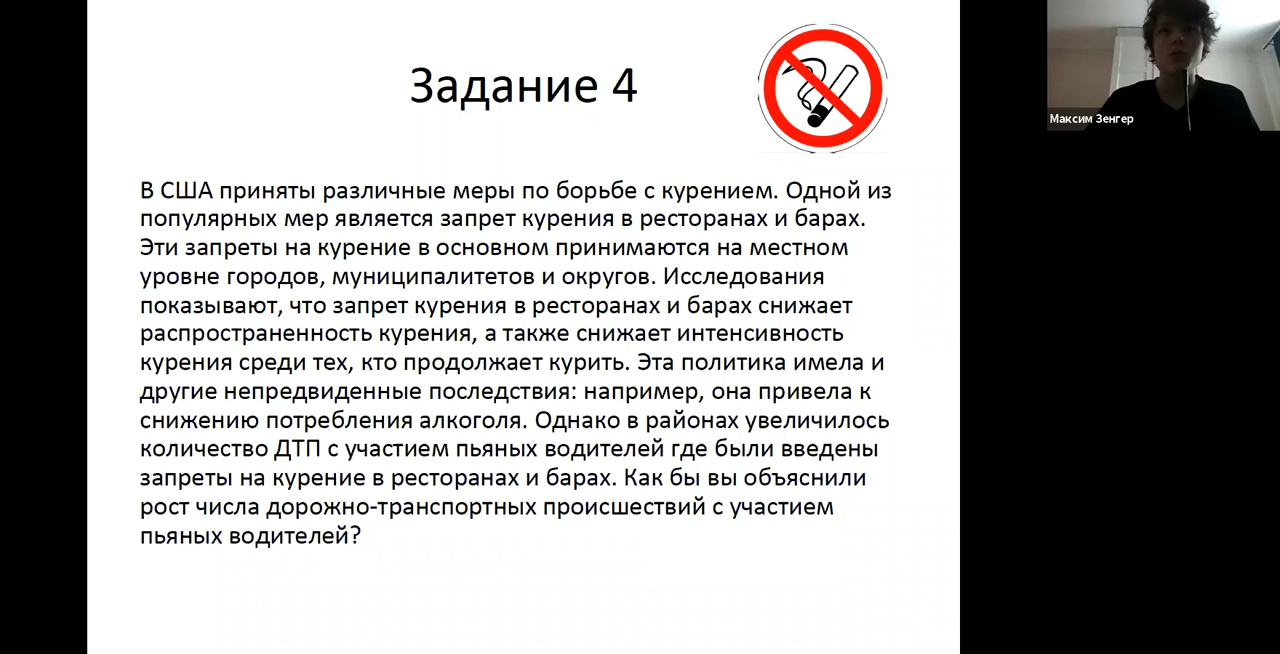 Задание 4
Максим Зенгер
В США приняты различные меры по борьбе с курением. Одной из
популярных мер является запрет курения в ресторанах и барах.
Эти запреты на курение в основном принимаются на местном
уровне городов, муниципалитетов и округов. Исследования
показывают, что запрет курения в ресторанах и барах снижает
распространенность курения, а также снижает интенсивность
курения среди тех, кто продолжает курить. Эта политика имела и
другие непредвиденные последствия: например, она привела к
снижению потребления алкоголя. Однако в районах увеличилось
количество ДТП с участием пьяных водителей где были введены
запреты на курение в ресторанах и барах. Как бы вы объяснили
рост числа дорожно-транспортных происшествий с участием
пьяных водителей?